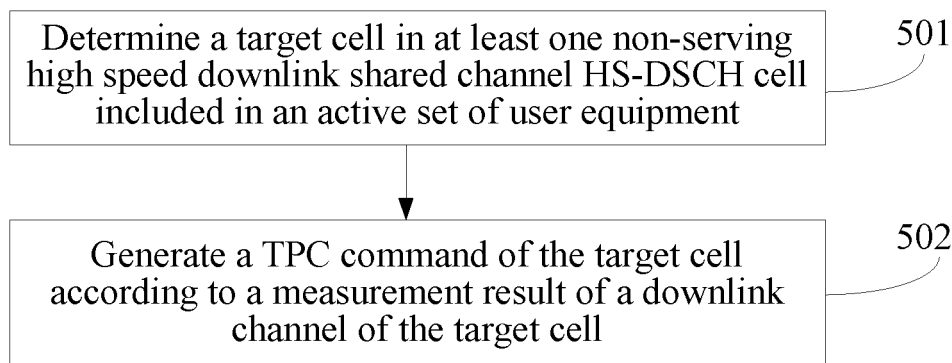 Determine a target cell in at least one non-serving
high speed downlink shared channel HS-DSCH cell
included in an active set of user equipment
501
Generate a TPC command of the target cell
according to a measurement result of a downlink
channel of the target cell
502